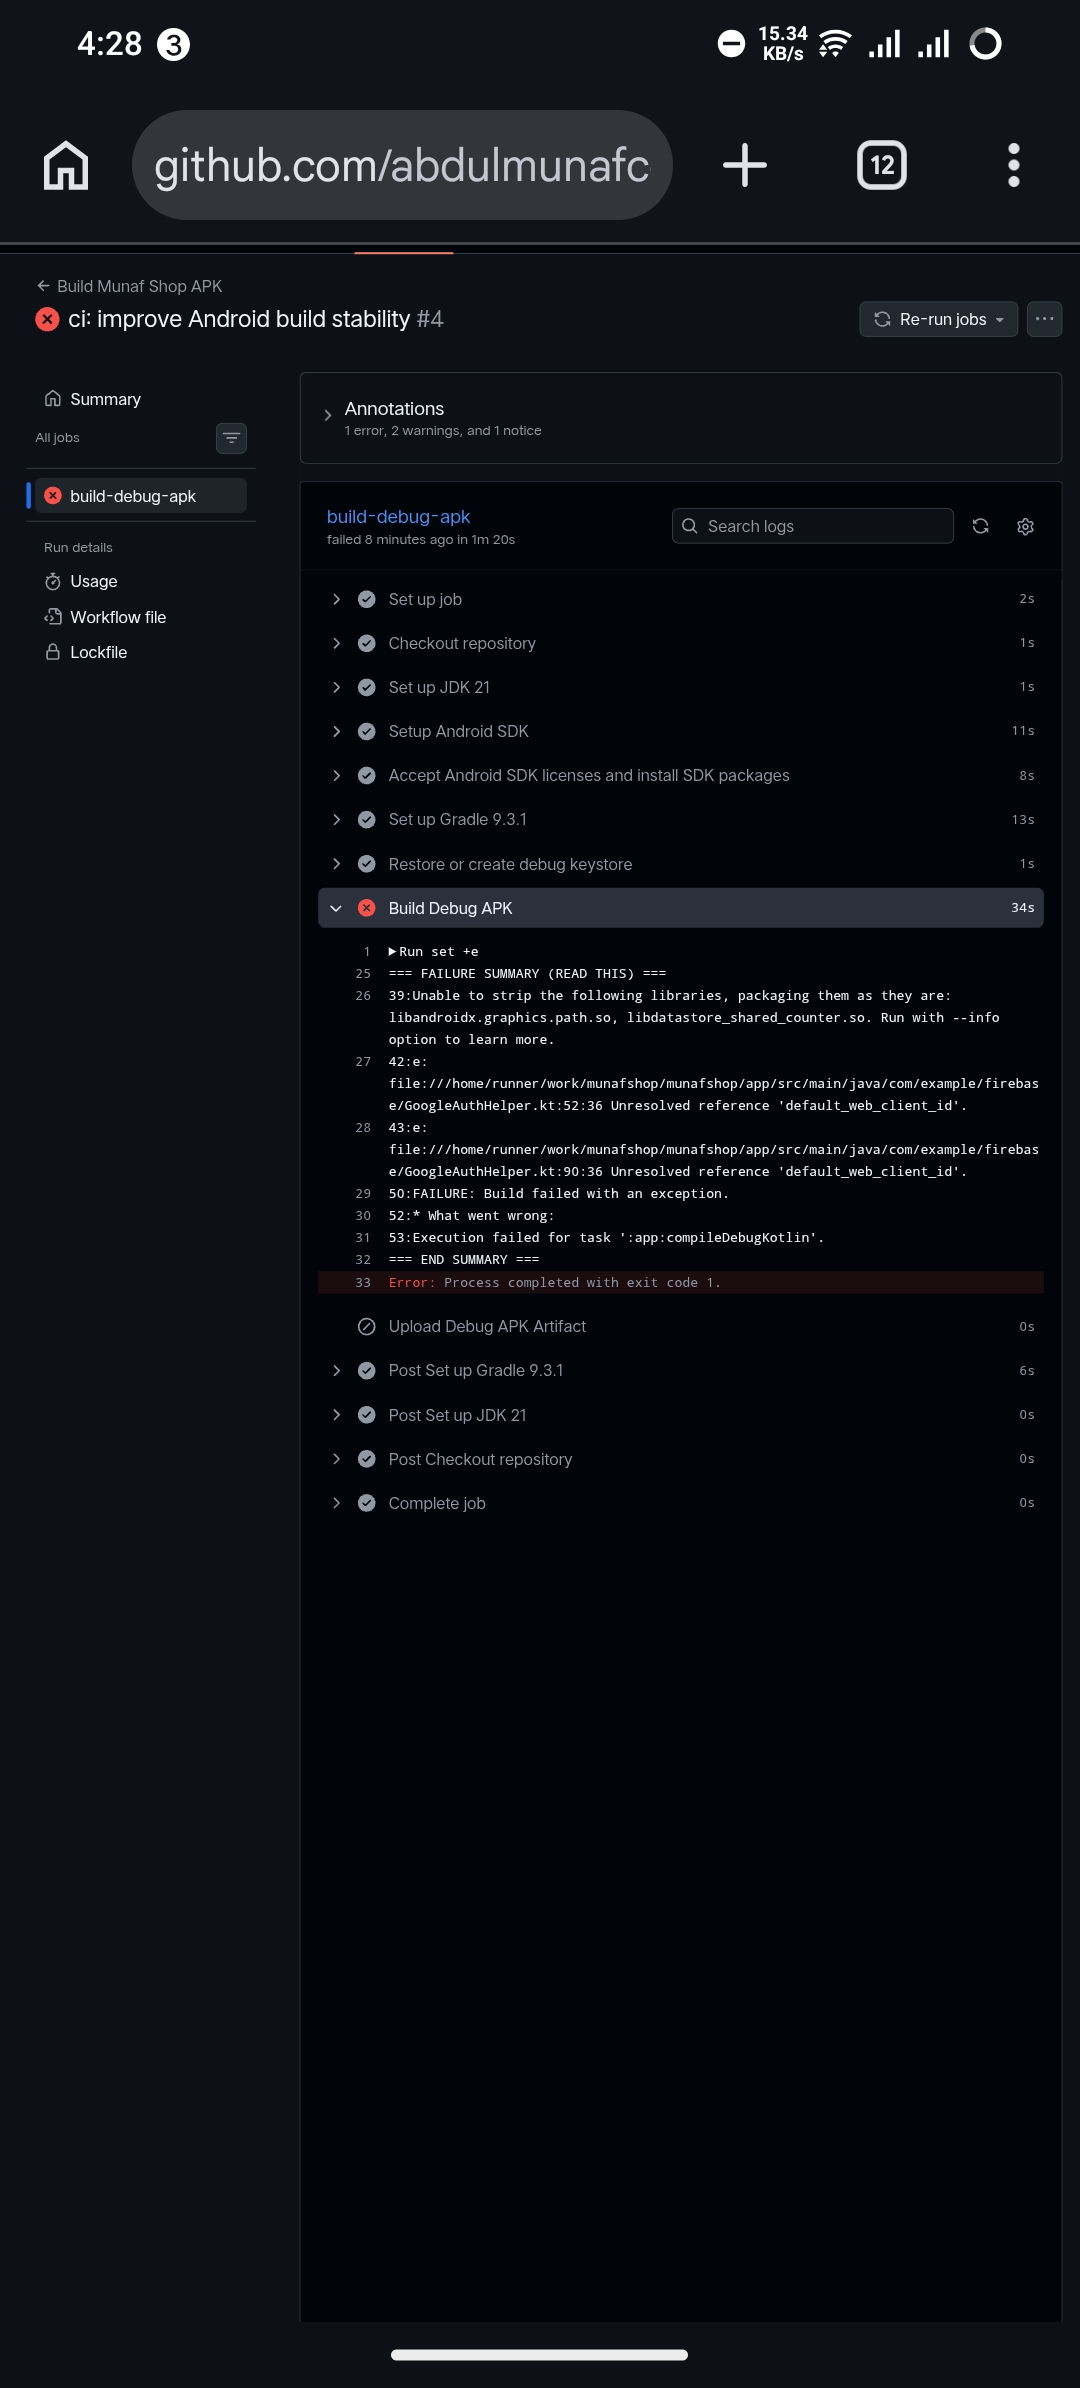 4:28 3 15.34 KB/s
github.com/abdulmunafc 12
Build Munaf Shop APK
ci: improve Android build stability #4
Re-run jobs
Summary
All jobs
build-debug-apk
Run details
Usage
Workflow file
Lockfile
Annotations
1 error, 2 warnings, and 1 notice
build-debug-apk
failed 8 minutes ago in 1m 20s
Search logs
Set up job 2s
Checkout repository 1s
Set up JDK 21 1s
Setup Android SDK 11s
Accept Android SDK licenses and install SDK packages 8s
Set up Gradle 9.3.1 13s
Restore or create debug keystore 1s
Build Debug APK 34s
1 Run set +e
25 === FAILURE SUMMARY (READ THIS) ===
26 39:Unable to strip the following libraries, packaging them as they are:
libandroidx.graphics.path.so, libdatastore_shared_counter.so. Run with --info
option to learn more.
27 42:e:
file:///home/runner/work/munafshop/munafshop/app/src/main/java/com/example/firebas
e/GoogleAuthHelper.kt:52:36 Unresolved reference 'default_web_client_id'.
28 43:e:
file:///home/runner/work/munafshop/munafshop/app/src/main/java/com/example/firebas
e/GoogleAuthHelper.kt:90:36 Unresolved reference 'default_web_client_id'.
29 50:FAILURE: Build failed with an exception.
30 52:* What went wrong:
31 53:Execution failed for task ':app:compileDebugKotlin'.
32 === END SUMMARY ===
33 Error: Process completed with exit code 1.
Upload Debug APK Artifact 0s
Post Set up Gradle 9.3.1 6s
Post Set up JDK 21 0s
Post Checkout repository 0s
Complete job 0s